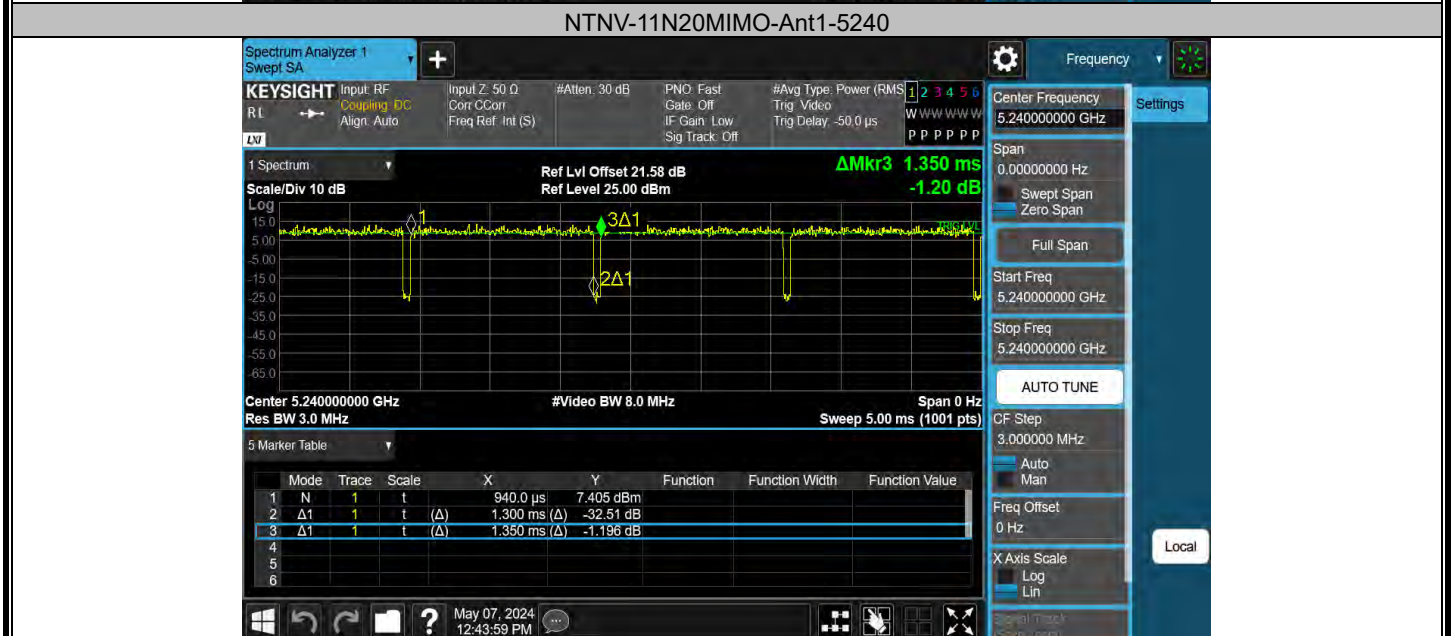 NTNV-11N20MIMO-Ant1-5240
Spectrum Analyzer 1
Swept SA
Frequency
KEYSIGHT
RL
LXI
Input: RF
Coupling: DC
Align: Auto
Input Z: 50 Ω
Corr CCorr
Freq Ref: Int (S)
#Atten: 30 dB
PNO: Fast
Gate: Off
IF Gain: Low
Sig Track: Off
#Avg Type: Power (RMS
Trig: Video
Trig Delay: -50.0 µs
1 2 3 4 5 6
W W W W W W
P P P P P P
1 Spectrum
Scale/Div 10 dB
Log
Ref Lvl Offset 21.58 dB
Ref Level 25.00 dBm
ΔMkr3 1.350 ms
-1.20 dB
15.0
5.00
-5.00
-15.0
-25.0
-35.0
-45.0
-55.0
-65.0
1
3Δ1
2Δ1
TRIG LVL
Center 5.240000000 GHz
Res BW 3.0 MHz
#Video BW 8.0 MHz
Span 0 Hz
Sweep 5.00 ms (1001 pts)
5 Marker Table
Mode Trace Scale X Y Function Function Width Function Value
1 N 1 t 940.0 µs 7.405 dBm
2 Δ1 1 t (Δ) 1.300 ms (Δ) -32.51 dB
3 Δ1 1 t (Δ) 1.350 ms (Δ) -1.196 dB
4
5
6
May 07, 2024
12:43:59 PM
Center Frequency
5.240000000 GHz
Settings
Span
0.00000000 Hz
Swept Span
Zero Span
Full Span
Start Freq
5.240000000 GHz
Stop Freq
5.240000000 GHz
AUTO TUNE
CF Step
3.000000 MHz
Auto
Man
Freq Offset
0 Hz
X Axis Scale
Log
Lin
Signal Track
Local